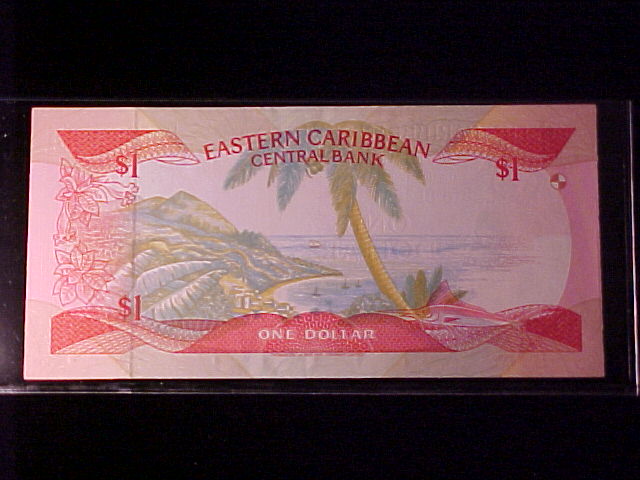 EASTERN CARIBBEAN
CENTRAL BANK
$1
$1
$1
ONE DOLLAR